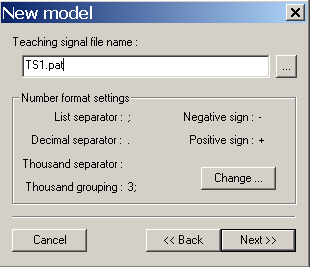 New model
Teaching signal file name :
TS1.pat
...
Number format settings
List separator : ;
Negative sign : -
Decimal separator : .
Positive sign : +
Thousand separator :
Thousand grouping : 3;
Change ...
Cancel
<< Back
Next >>